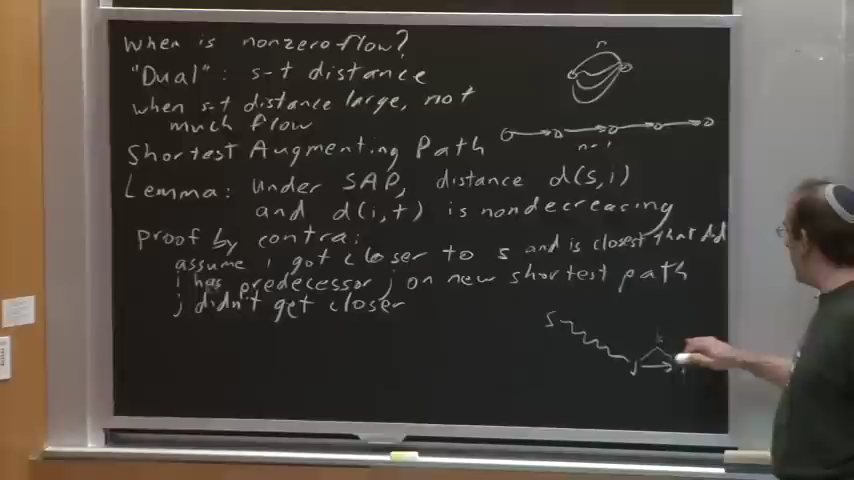 When is nonzero flow?
"Dual": s-t distance
when s-t distance large, not
much flow
Shortest Augmenting Path
Lemma: Under SAP, distance d(s,i)
and d(i,t) is nondecreasing
Proof by contra:
assume i got closer to s and is closest that did
i has predecessor j on new shortest path
j didn't get closer
n
n-1
S
k
j